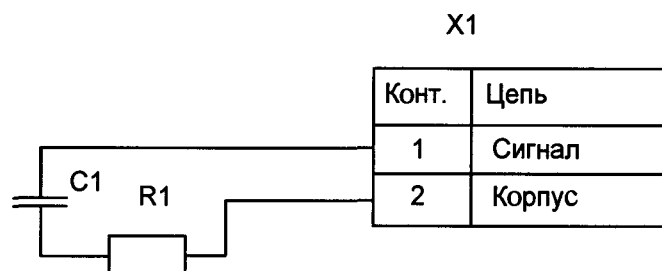 X1
Конт. Цепь
1 Сигнал
2 Корпус
C1
R1